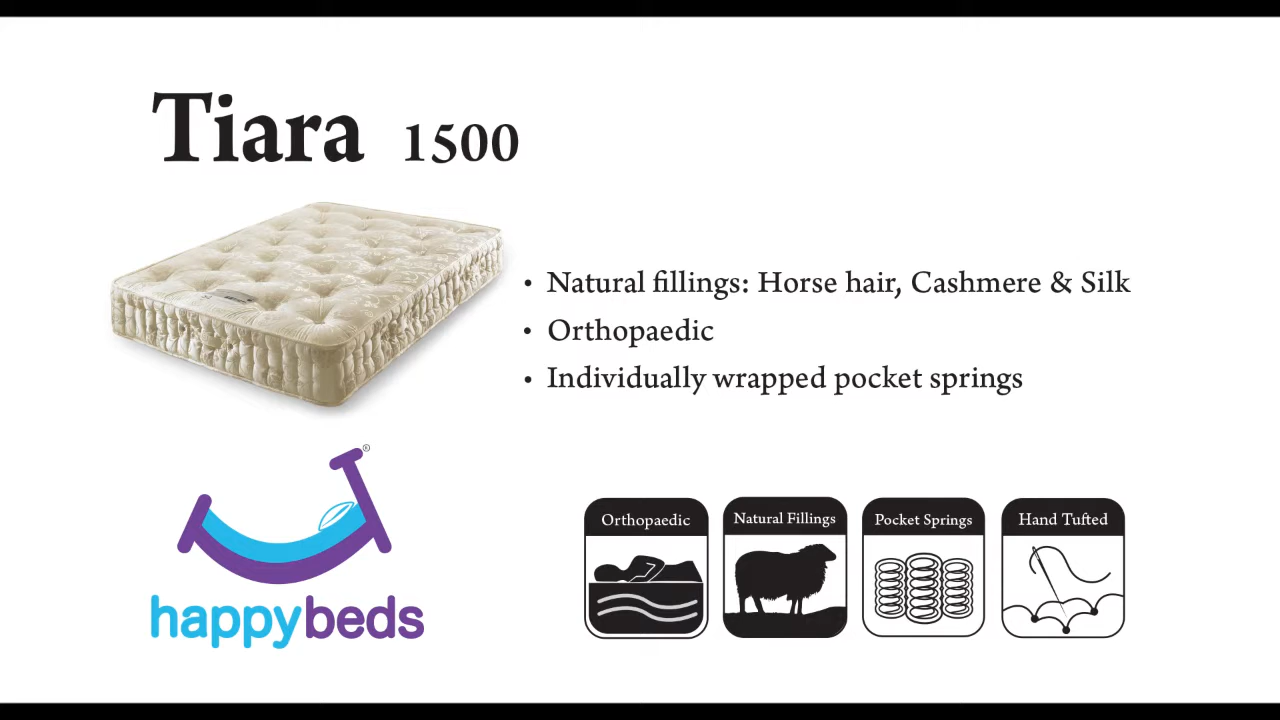 Tiara 1500
• Natural fillings: Horse hair, Cashmere & Silk
• Orthopaedic
• Individually wrapped pocket springs
®
happybeds
Orthopaedic
Natural Fillings
Pocket Springs
Hand Tufted